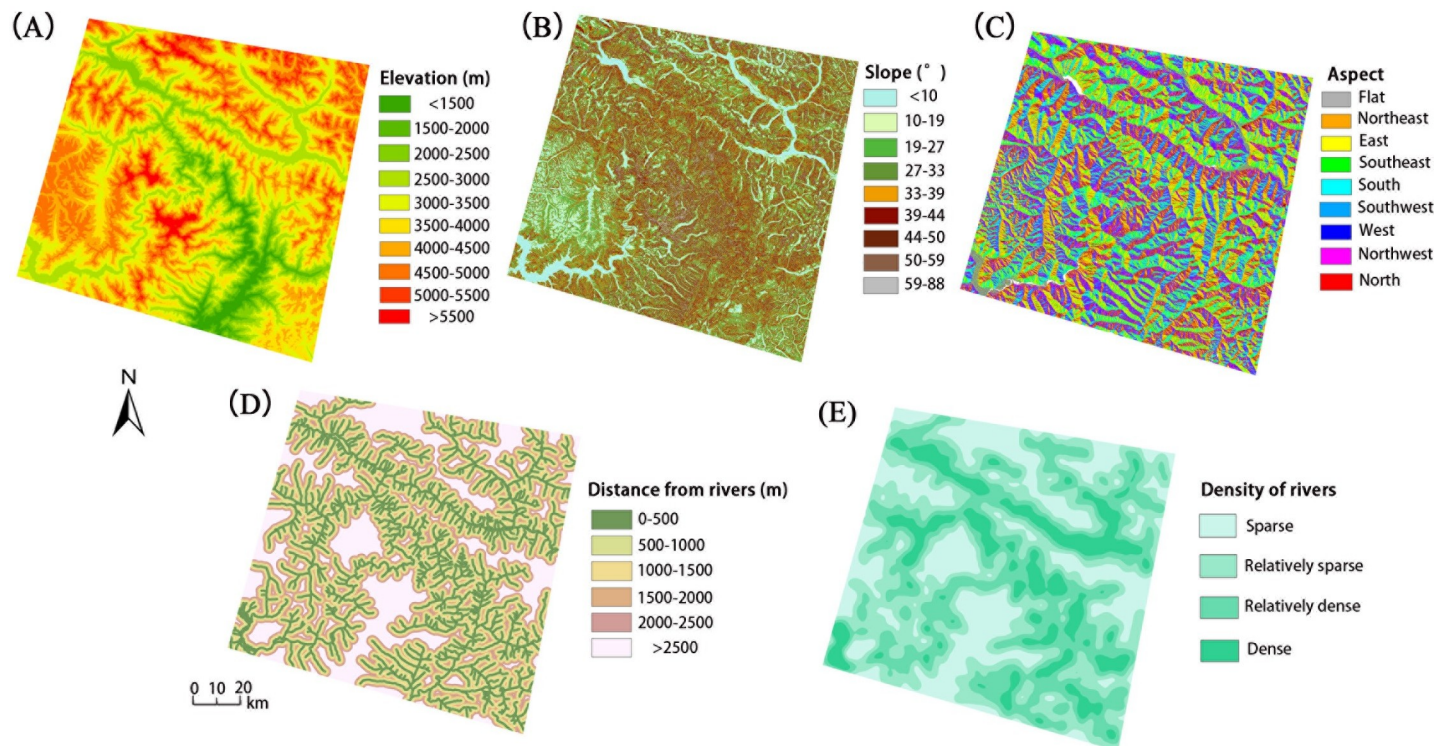 (A)
Elevation (m)
<1500
1500-2000
2000-2500
2500-3000
3000-3500
3500-4000
4000-4500
4500-5000
5000-5500
>5500
(B)
Slope (°)
<10
10-19
19-27
27-33
33-39
39-44
44-50
50-59
59-88
(C)
Aspect
Flat
Northeast
East
Southeast
South
Southwest
West
Northwest
North
N
(D)
Distance from rivers (m)
0-500
500-1000
1000-1500
1500-2000
2000-2500
>2500
0 10 20
km
(E)
Density of rivers
Sparse
Relatively sparse
Relatively dense
Dense